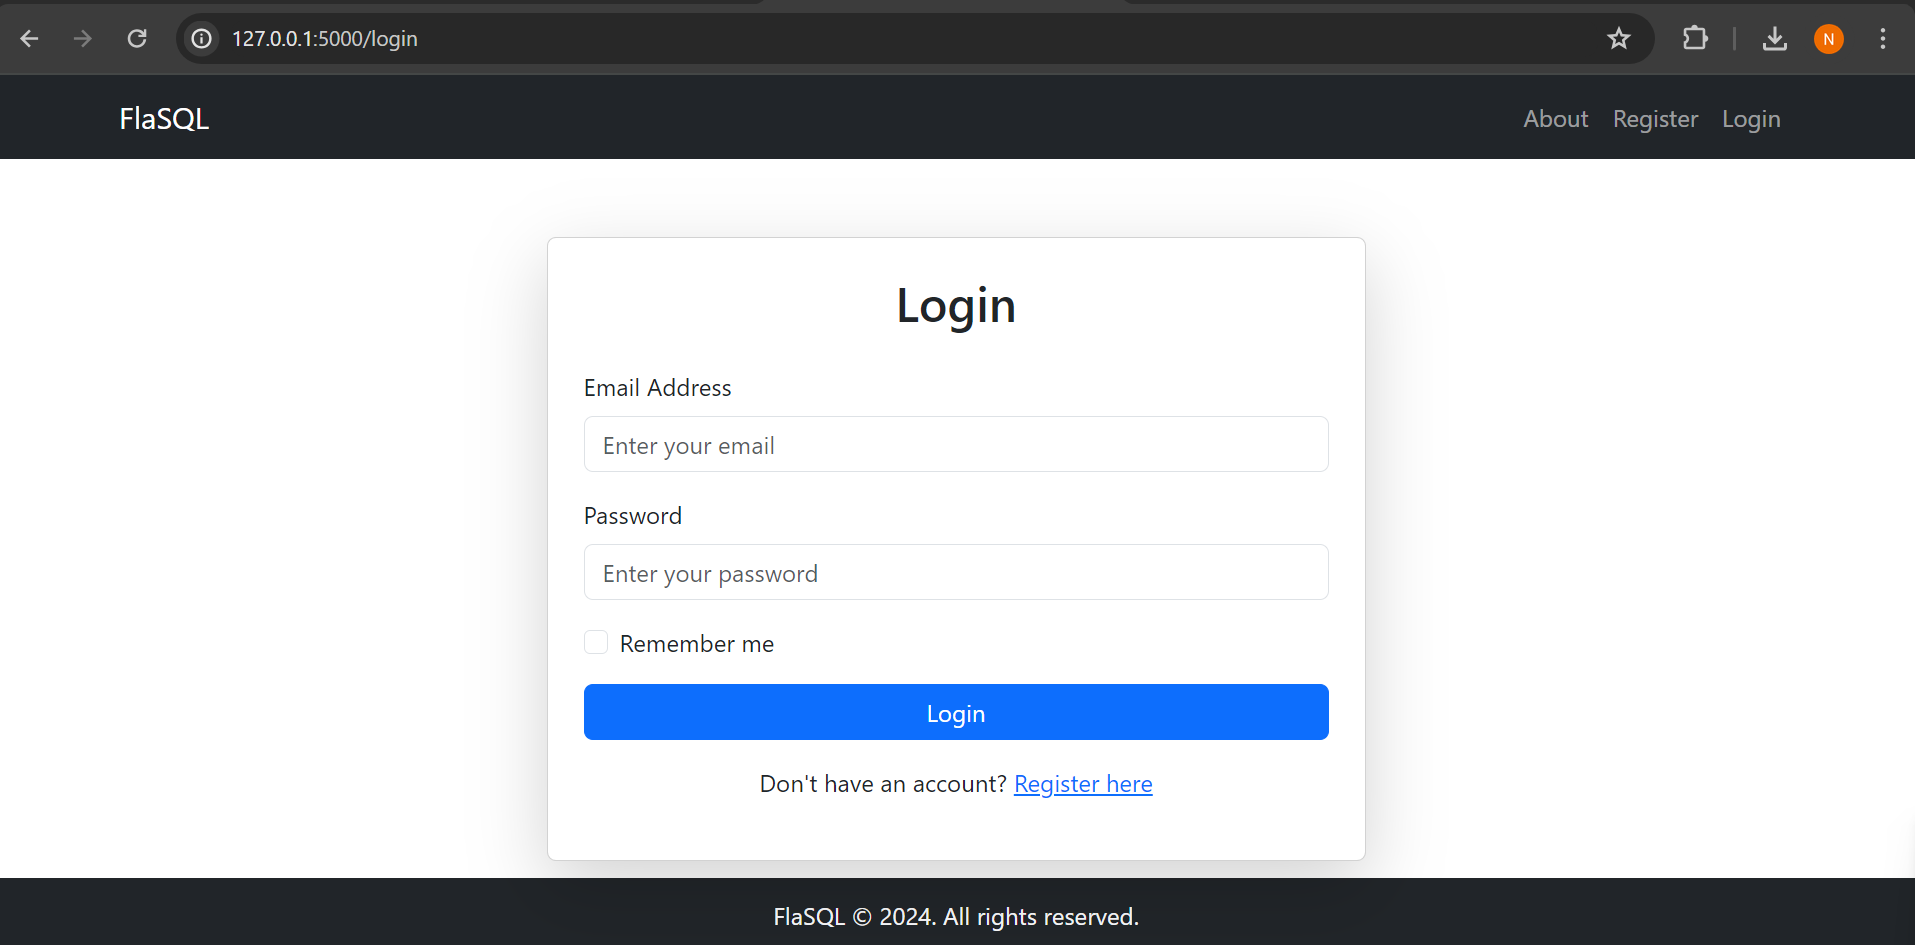 127.0.0.1:5000/login
N
FlaSQL
About Register Login
Login
Email Address
Enter your email
Password
Enter your password
Remember me
Login
Don't have an account? Register here
FlaSQL © 2024. All rights reserved.